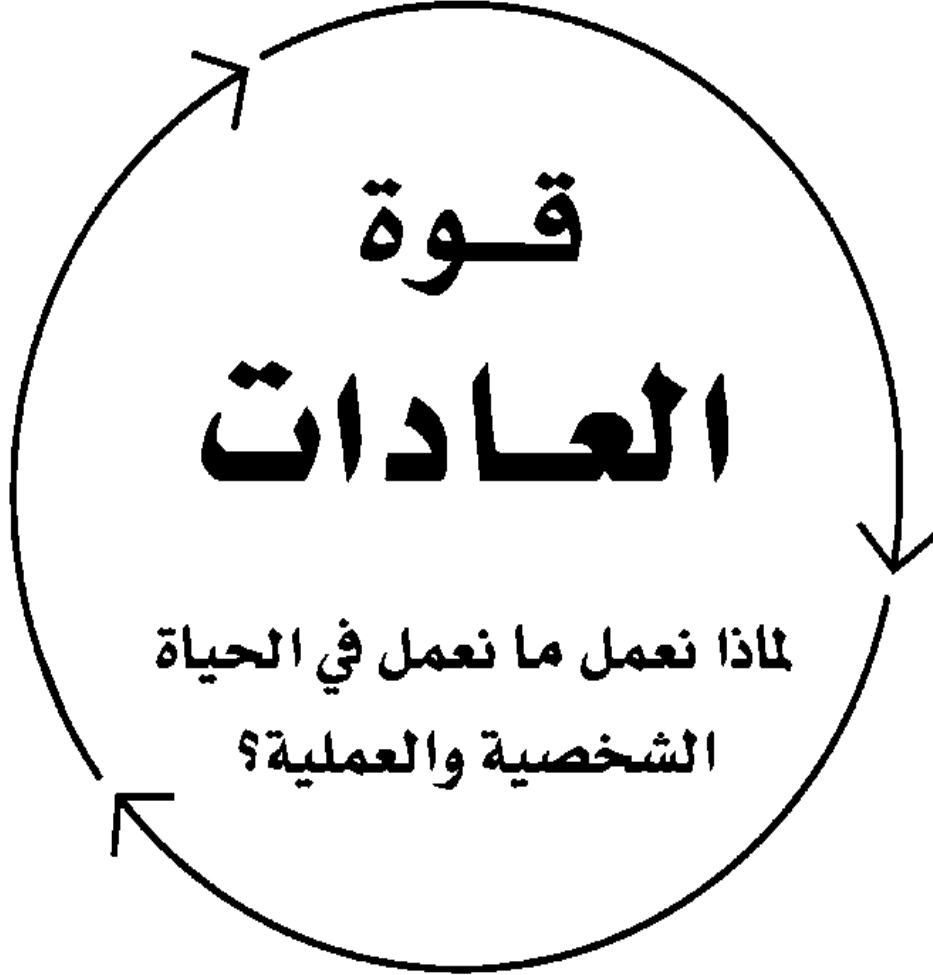 قوة
العادات
لماذا نعمل ما نعمل في الحياة
الشخصية والعملية؟